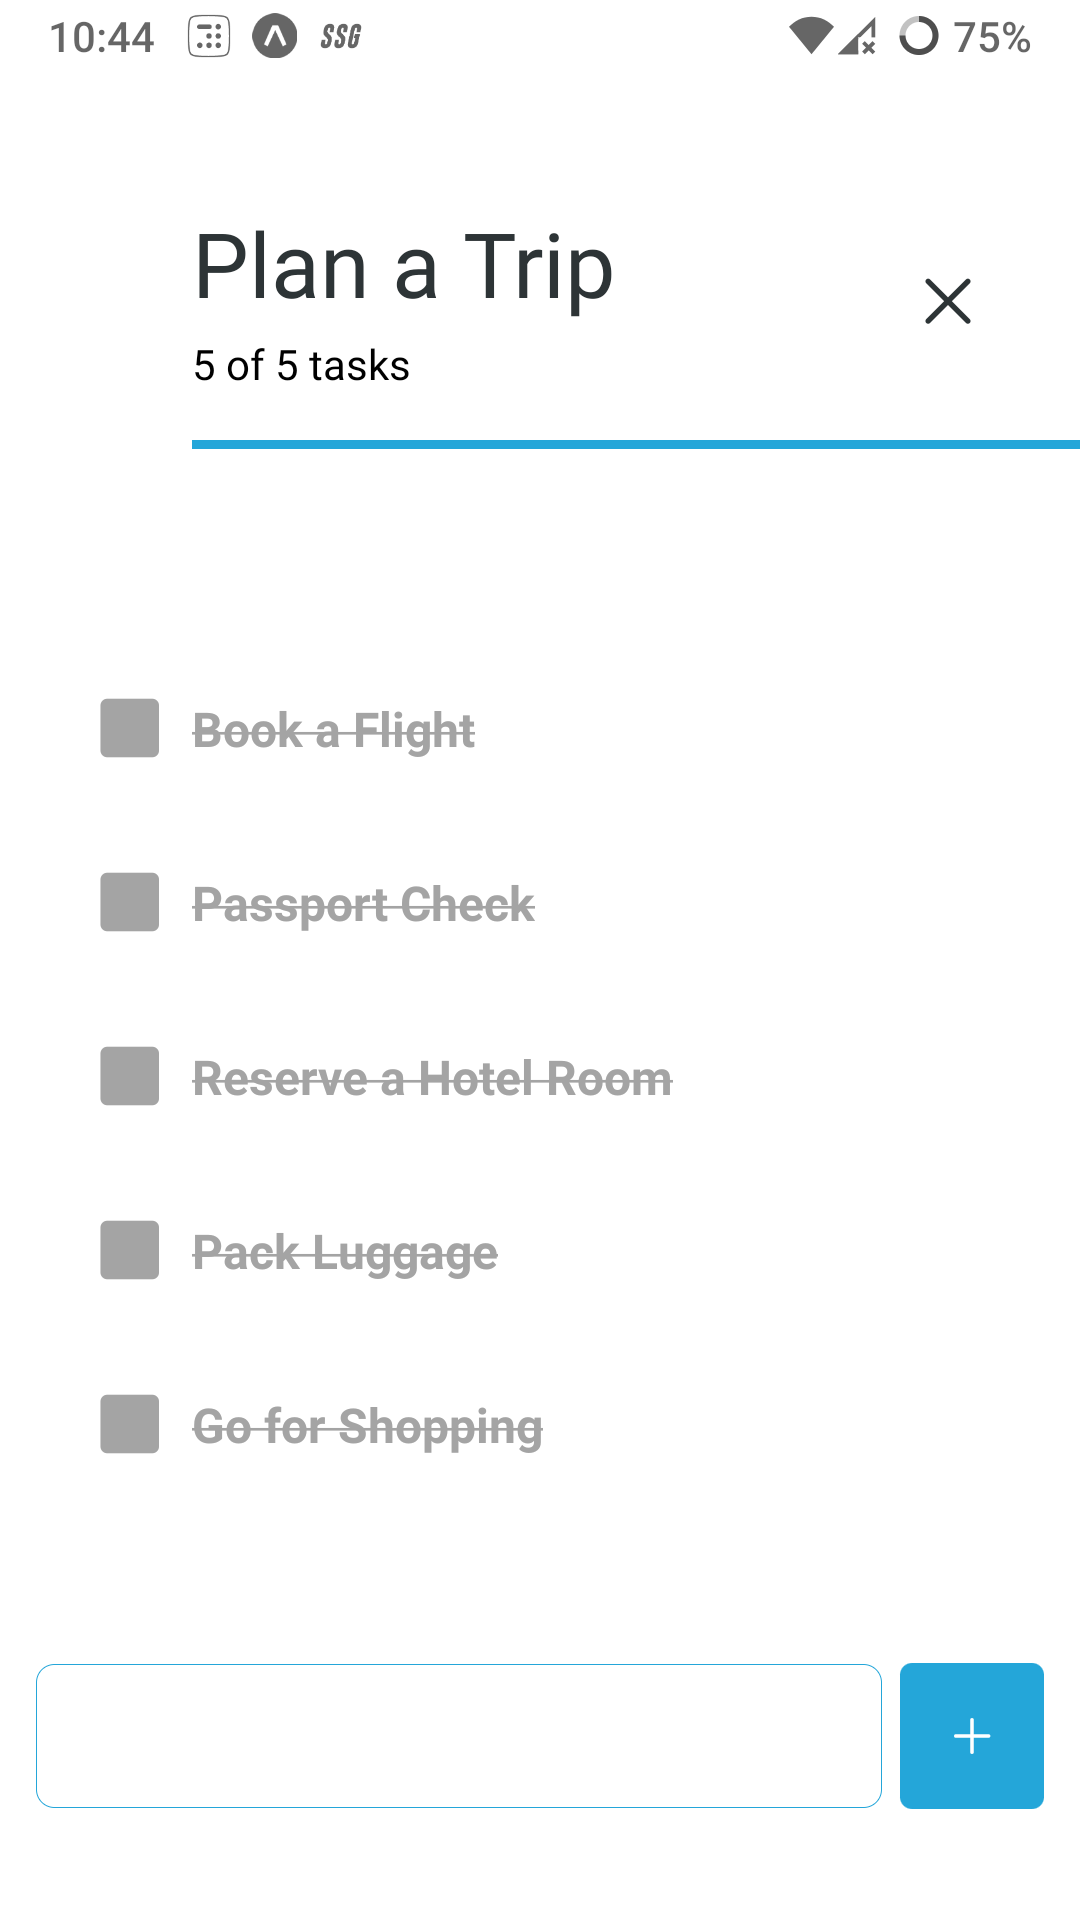 10:44 SSG 75%
Plan a Trip
5 of 5 tasks
Book a Flight
Passport Check
Reserve a Hotel Room
Pack Luggage
Go for Shopping